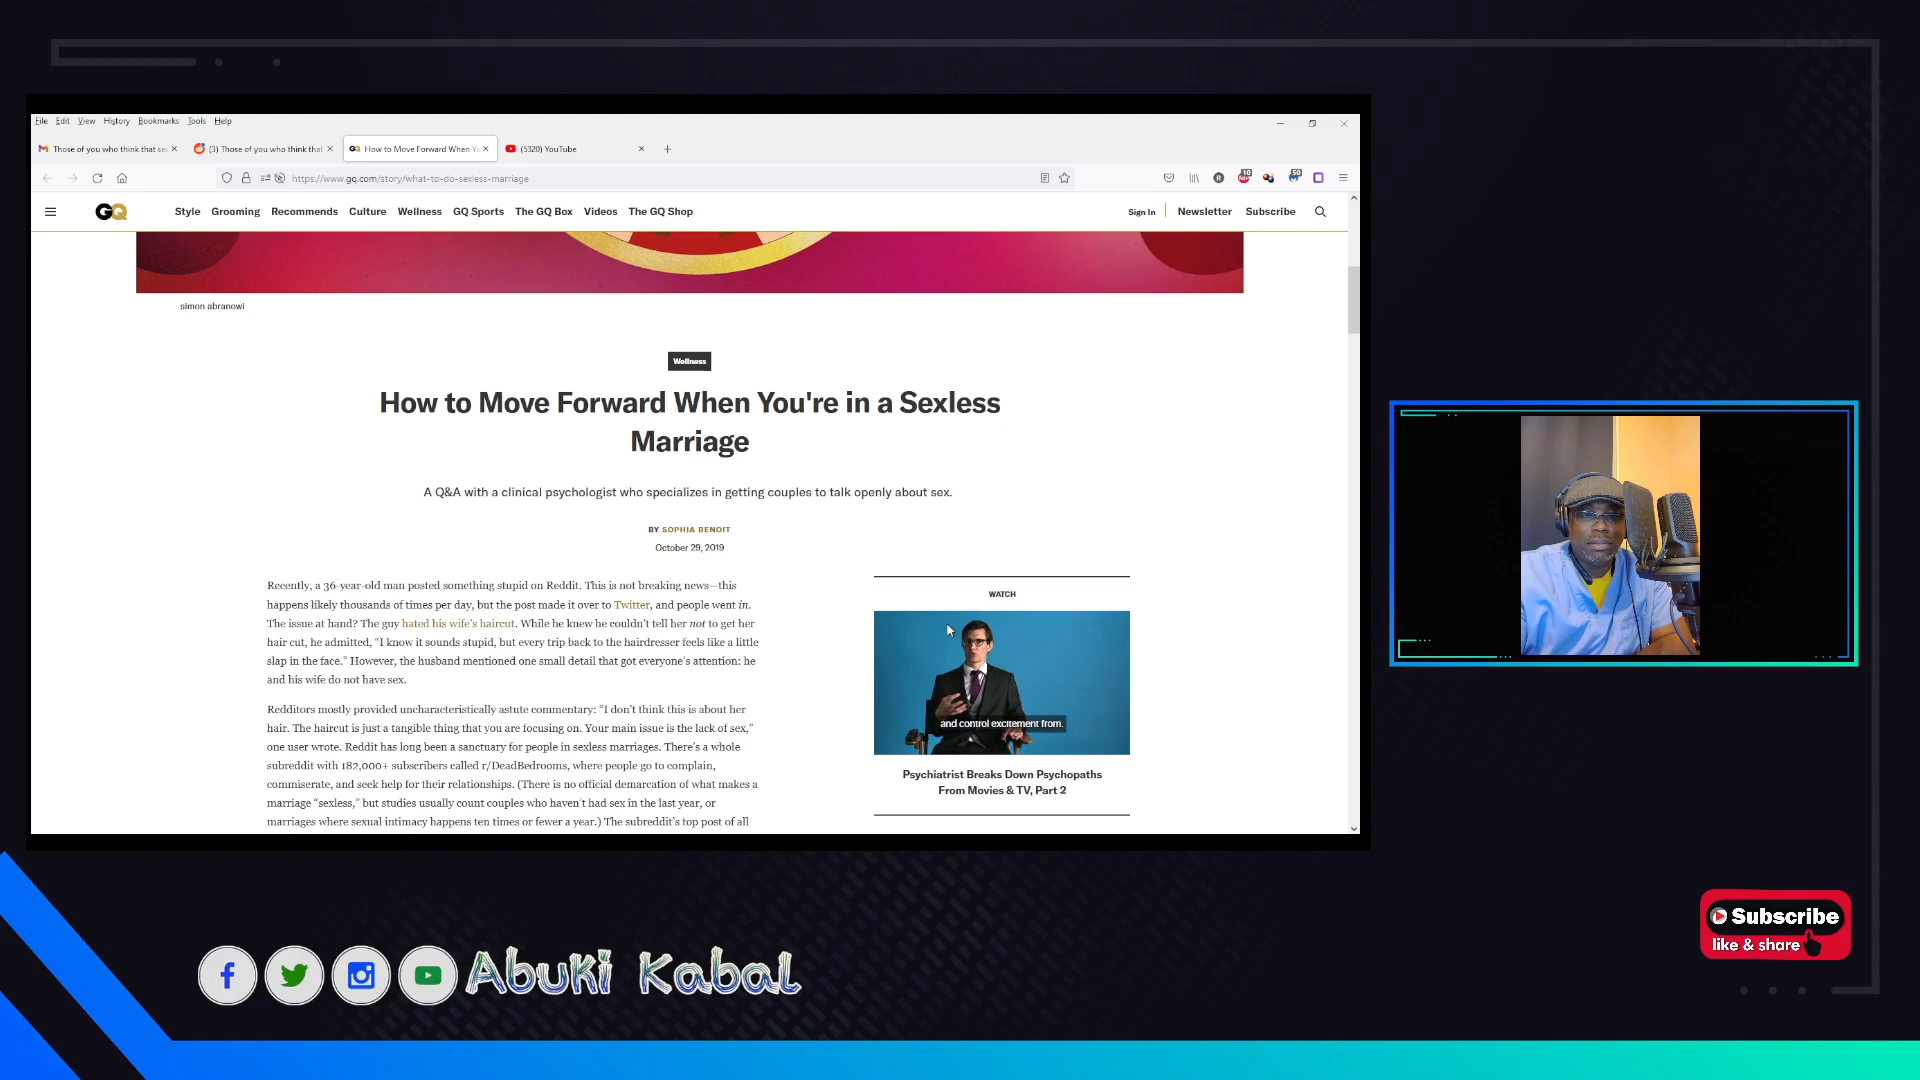 File Edit View History Bookmarks Tools Help
Those of you who think that se
(3) Those of you who think that
How to Move Forward When Yo
(5320) YouTube
https://www.gq.com/story/what-to-do-sexless-marriage
10
50
GQ
Style Grooming Recommends Culture Wellness GQ Sports The GQ Box Videos The GQ Shop
Sign In
Newsletter
Subscribe
simon abranowi
Wellness
How to Move Forward When You're in a Sexless
Marriage
A Q&A with a clinical psychologist who specializes in getting couples to talk openly about sex.
BY SOPHIA BENOIT
October 29, 2019
Recently, a 36-year-old man posted something stupid on Reddit. This is not breaking news—this
happens likely thousands of times per day, but the post made it over to Twitter, and people went in.
The issue at hand? The guy hated his wife's haircut. While he knew he couldn't tell her not to get her
hair cut, he admitted, “I know it sounds stupid, but every trip back to the hairdresser feels like a little
slap in the face.” However, the husband mentioned one small detail that got everyone's attention: he
and his wife do not have sex.
Redditors mostly provided uncharacteristically astute commentary: “I don't think this is about her
hair. The haircut is just a tangible thing that you are focusing on. Your main issue is the lack of sex,”
one user wrote. Reddit has long been a sanctuary for people in sexless marriages. There's a whole
subreddit with 182,000+ subscribers called r/DeadBedrooms, where people go to complain,
commiserate, and seek help for their relationships. (There is no official demarcation of what makes a
marriage “sexless,” but studies usually count couples who haven't had sex in the last year, or
marriages where sexual intimacy happens ten times or fewer a year.) The subreddit's top post of all
WATCH
and control excitement from.
Psychiatrist Breaks Down Psychopaths
From Movies & TV, Part 2
Subscribe
like & share
Abuki Kabal